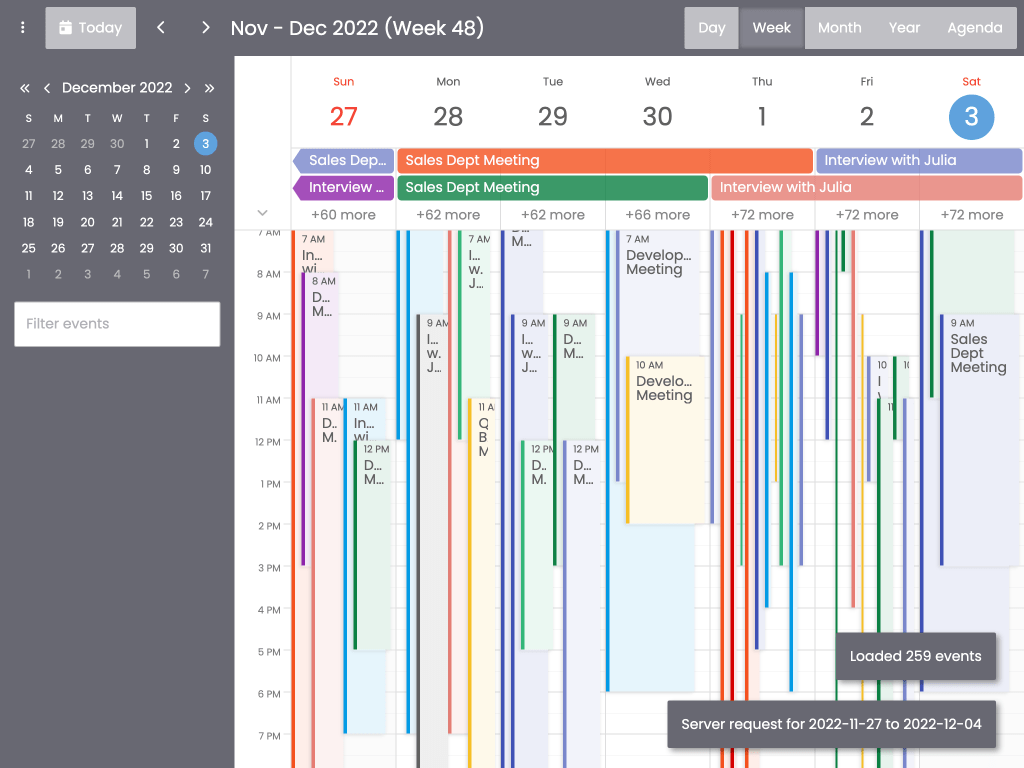 Today
Nov - Dec 2022 (Week 48)
Day Week Month Year Agenda
December 2022
S M T W T F S
27 28 29 30 1 2 3
4 5 6 7 8 9 10
11 12 13 14 15 16 17
18 19 20 21 22 23 24
25 26 27 28 29 30 31
1 2 3 4 5 6 7
Filter events
Sun Mon Tue Wed Thu Fri Sat
27 28 29 30 1 2 3
Sales Dep... Sales Dept Meeting Interview with Julia
Interview ... Sales Dept Meeting Interview with Julia
+60 more +62 more +62 more +66 more +72 more +72 more +72 more
7 AM
8 AM
9 AM
10 AM
11 AM
12 PM
1 PM
2 PM
3 PM
4 PM
5 PM
6 PM
7 PM
7 AM
In...
wi...
8 AM
D...
M...
11 AM
D..
M.
11 AM
In...
wi...
12 PM
D...
M...
7 AM
I...
w.
J...
9 AM
I...
w.
J...
11 A
Q
B
M
D...
M...
9 AM
I...
w...
J...
9 AM
D...
M...
12 PM
D..
M.
12 PM
D...
M...
7 AM
Develop...
Meeting
10 AM
Develo...
Meeting
10
I
11
9 AM
Sales
Dept
Meeting
Loaded 259 events
Server request for 2022-11-27 to 2022-12-04